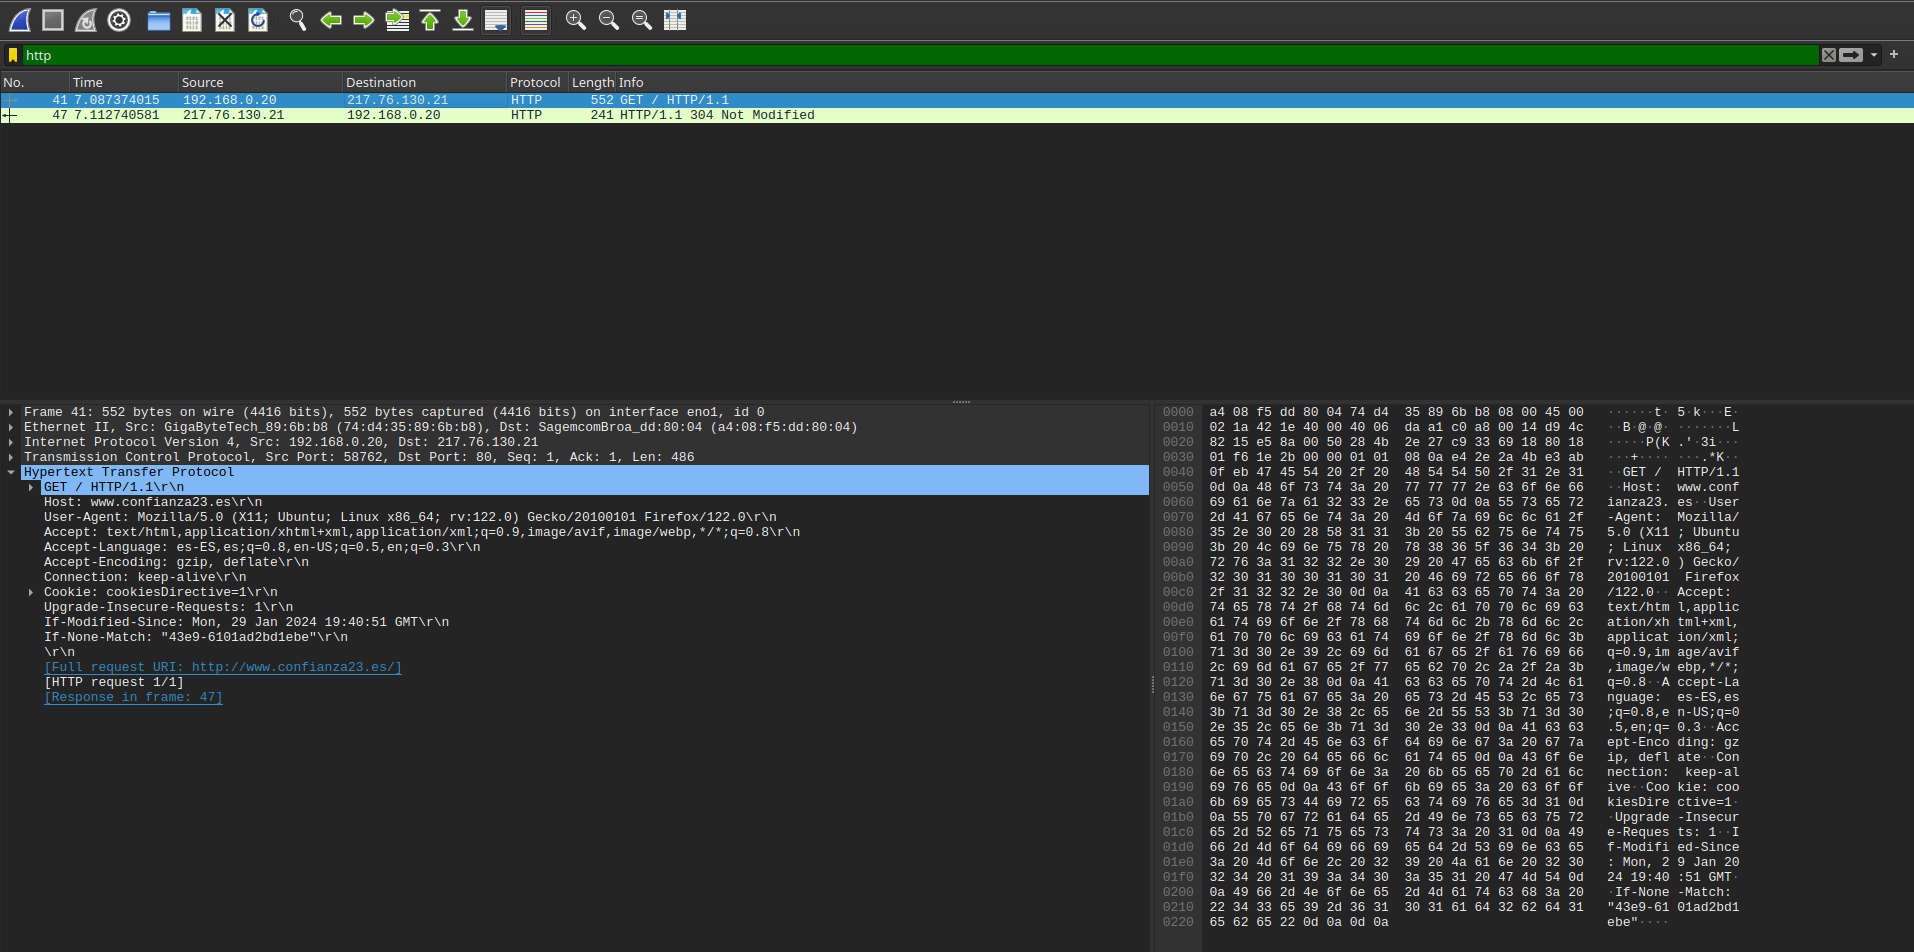 http
No. Time Source Destination Protocol Length Info
41 7.087374015 192.168.0.20 217.76.130.21 HTTP 552 GET / HTTP/1.1
47 7.112740581 217.76.130.21 192.168.0.20 HTTP 241 HTTP/1.1 304 Not Modified
Frame 41: 552 bytes on wire (4416 bits), 552 bytes captured (4416 bits) on interface eno1, id 0
Ethernet II, Src: GigaByteTech_89:6b:b8 (74:d4:35:89:6b:b8), Dst: SagemcomBroa_dd:80:04 (a4:08:f5:dd:80:04)
Internet Protocol Version 4, Src: 192.168.0.20, Dst: 217.76.130.21
Transmission Control Protocol, Src Port: 58762, Dst Port: 80, Seq: 1, Ack: 1, Len: 486
Hypertext Transfer Protocol
GET / HTTP/1.1\r\n
Host: www.confianza23.es\r\n
User-Agent: Mozilla/5.0 (X11; Ubuntu; Linux x86_64; rv:122.0) Gecko/20100101 Firefox/122.0\r\n
Accept: text/html,application/xhtml+xml,application/xml;q=0.9,image/avif,image/webp,*/*;q=0.8\r\n
Accept-Language: es-ES,es;q=0.8,en-US;q=0.5,en;q=0.3\r\n
Accept-Encoding: gzip, deflate\r\n
Connection: keep-alive\r\n
Cookie: cookiesDirective=1\r\n
Upgrade-Insecure-Requests: 1\r\n
If-Modified-Since: Mon, 29 Jan 2024 19:40:51 GMT\r\n
If-None-Match: "43e9-6101ad2bd1ebe"\r\n
\r\n
[Full request URI: http://www.confianza23.es/]
[HTTP request 1/1]
[Response in frame: 47]
0000 a4 08 f5 dd 80 04 74 d4 35 89 6b b8 08 00 45 00 ······t· 5·k···E·
0010 02 1a 42 1e 40 00 40 06 da a1 c0 a8 00 14 d9 4c ··B·@·@· ·······L
0020 82 15 e5 8a 00 50 28 4b 2e 27 c9 33 69 18 80 18 ·····P(K .'·3i···
0030 01 f6 1e 2b 00 00 01 01 08 0a e4 2e 2a 4b e3 ab ···+···· ···.*K··
0040 0f eb 47 45 54 20 2f 20 48 54 54 50 2f 31 2e 31 ··GET / HTTP/1.1
0050 0d 0a 48 6f 73 74 3a 20 77 77 77 2e 63 6f 6e 66 ··Host: www.conf
0060 69 61 6e 7a 61 32 33 2e 65 73 0d 0a 55 73 65 72 ianza23. es··User
0070 2d 41 67 65 6e 74 3a 20 4d 6f 7a 69 6c 6c 61 2f -Agent: Mozilla/
0080 35 2e 30 20 28 58 31 31 3b 20 55 62 75 6e 74 75 5.0 (X11 ; Ubuntu
0090 3b 20 4c 69 6e 75 78 20 78 38 36 5f 36 34 3b 20 ; Linux x86_64;
00a0 72 76 3a 31 32 32 2e 30 29 20 47 65 63 6b 6f 2f rv:122.0 ) Gecko/
00b0 32 30 31 30 30 31 30 31 20 46 69 72 65 66 6f 78 20100101 Firefox
00c0 2f 31 32 32 2e 30 0d 0a 41 63 63 65 70 74 3a 20 /122.0·· Accept:
00d0 74 65 78 74 2f 68 74 6d 6c 2c 61 70 70 6c 69 63 text/htm l,applic
00e0 61 74 69 6f 6e 2f 78 68 74 6d 6c 2b 78 6d 6c 2c ation/xh tml+xml,
00f0 61 70 70 6c 69 63 61 74 69 6f 6e 2f 78 6d 6c 3b applicat ion/xml;
0100 71 3d 30 2e 39 2c 69 6d 61 67 65 2f 61 76 69 66 q=0.9,im age/avif
0110 2c 69 6d 61 67 65 2f 77 65 62 70 2c 2a 2f 2a 3b ,image/w ebp,*/*;
0120 71 3d 30 2e 38 0d 0a 41 63 63 65 70 74 2d 4c 61 q=0.8··A ccept-La
0130 6e 67 75 61 67 65 3a 20 65 73 2d 45 53 2c 65 73 nguage: es-ES,es
0140 3b 71 3d 30 2e 38 2c 65 6e 2d 55 53 3b 71 3d 30 ;q=0.8,e n-US;q=0
0150 2e 35 2c 65 6e 3b 71 3d 30 2e 33 0d 0a 41 63 63 .5,en;q= 0.3··Acc
0160 65 70 74 2d 45 6e 63 6f 64 69 6e 67 3a 20 67 7a ept-Enco ding: gz
0170 69 70 2c 20 64 65 66 6c 61 74 65 0d 0a 43 6f 6e ip, defl ate··Con
0180 6e 65 63 74 69 6f 6e 3a 20 6b 65 65 70 2d 61 6c nection: keep-al
0190 69 76 65 0d 0a 43 6f 6f 6b 69 65 3a 20 63 6f 6f ive··Coo kie: coo
01a0 6b 69 65 73 44 69 72 65 63 74 69 76 65 3d 31 0d kiesDire ctive=1·
01b0 0a 55 70 67 72 61 64 65 2d 49 6e 73 65 63 75 72 ·Upgrade -Insecur
01c0 65 2d 52 65 71 75 65 73 74 73 3a 20 31 0d 0a 49 e-Reques ts: 1··I
01d0 66 2d 4d 6f 64 69 66 69 65 64 2d 53 69 6e 63 65 f-Modifi ed-Since
01e0 3a 20 4d 6f 6e 2c 20 32 39 20 4a 61 6e 20 32 30 : Mon, 2 9 Jan 20
01f0 32 34 20 31 39 3a 34 30 3a 35 31 20 47 4d 54 0d 24 19:40 :51 GMT·
0200 0a 49 66 2d 4e 6f 6e 65 2d 4d 61 74 63 68 3a 20 ·If-None -Match:
0210 22 34 33 65 39 2d 36 31 30 31 61 64 32 62 64 31 "43e9-61 01ad2bd1
0220 65 62 65 22 0d 0a 0d 0a ebe"····